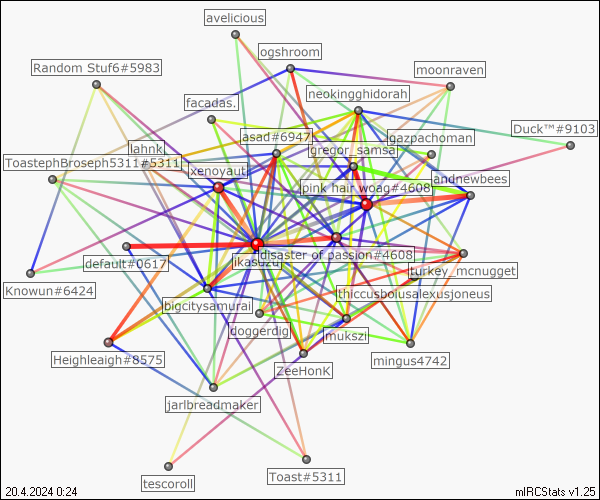 avelicious
ogshroom
Random Stuf6#5983
moonraven
neokingghidorah
facadas.
Duck™#9103
asad#6947
gazpachoman
lahnk
gregor_samsa
ToastephBroseph5311#5311
xenoyaut
andnewbees
pink hair woag#4608
disaster of passion#4608
default#0617
turkey_mcnugget
Knowun#6424
thiccusboiusalexusjoneus
bigcitysamurai
doggerdig
mukszi
Heighleaigh#8575
mingus4742
ZeeHonK
jarlbreadmaker
tescoroll
Toast#5311
20.4.2024 0:24
mIRCStats v1.25